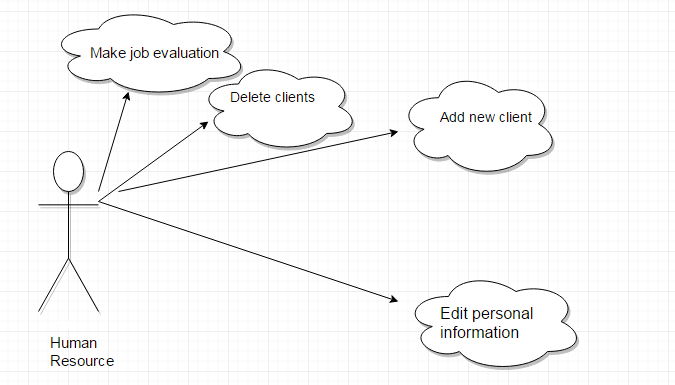 Make job evaluation
Delete clients
Add new client
Edit personal
information
Human
Resource